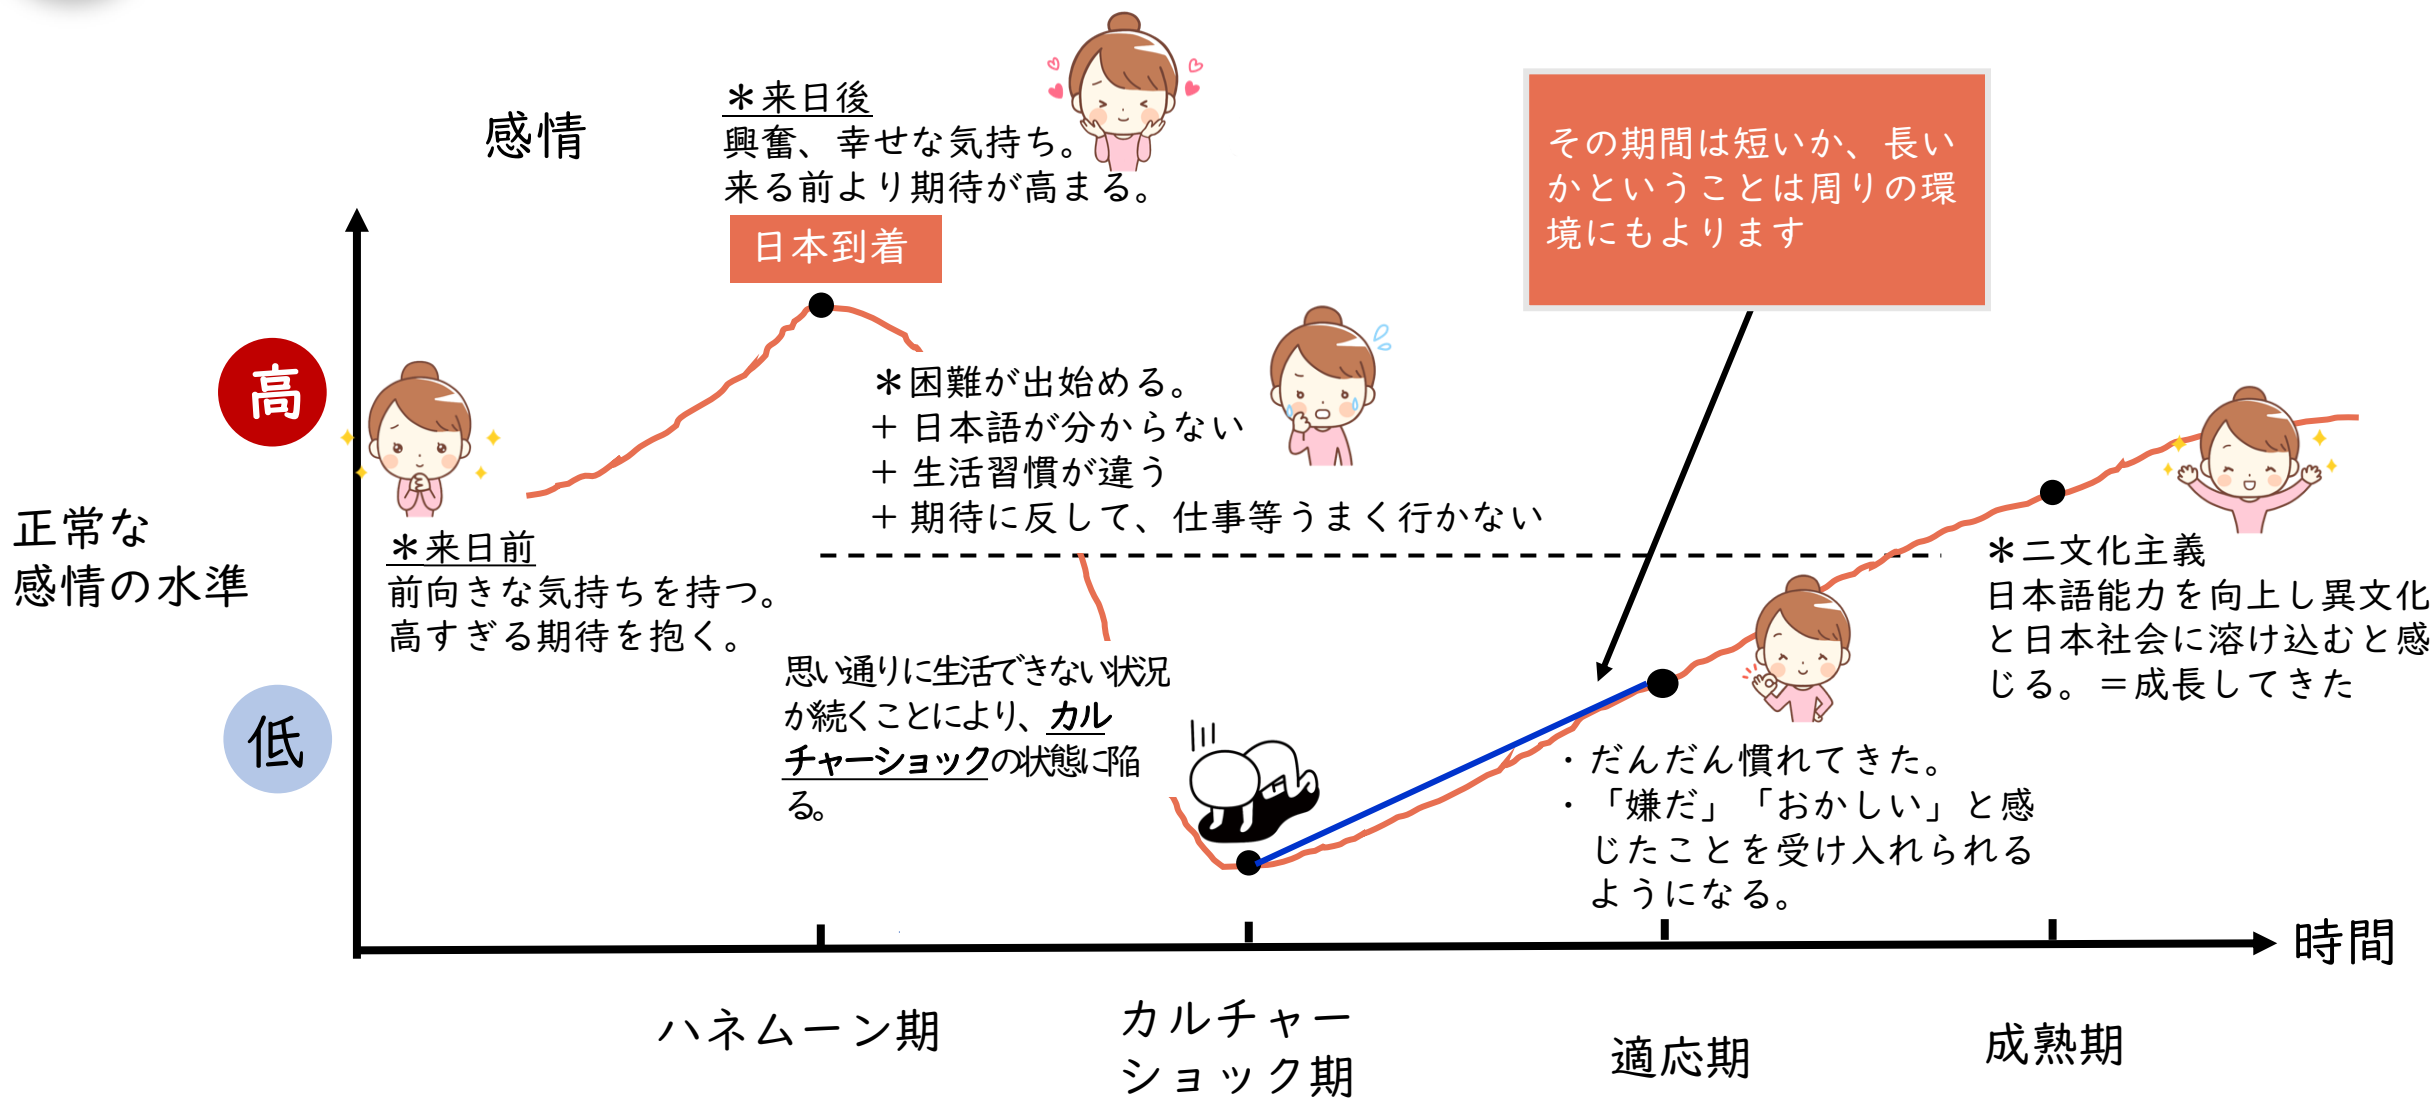 感情
＊来日後
興奮、幸せな気持ち。
来る前より期待が高まる。
日本到着
その期間は短いか、長い
かということは周りの環
境にもよります
高
正常な
感情の水準
低
＊来日前
前向きな気持ちを持つ。
高すぎる期待を抱く。
＊困難が出始める。
＋ 日本語が分からない
＋ 生活習慣が違う
＋ 期待に反して、仕事等うまく行かない
思い通りに生活できない状況
が続くことにより、カル
チャーショックの状態に陥
る。
・だんだん慣れてきた。
・「嫌だ」「おかしい」と感
じたことを受け入れられる
ようになる。
＊二文化主義
日本語能力を向上し異文化
と日本社会に溶け込むと感
じる。＝成長してきた
時間
ハネムーン期
カルチャー
ショック期
適応期
成熟期